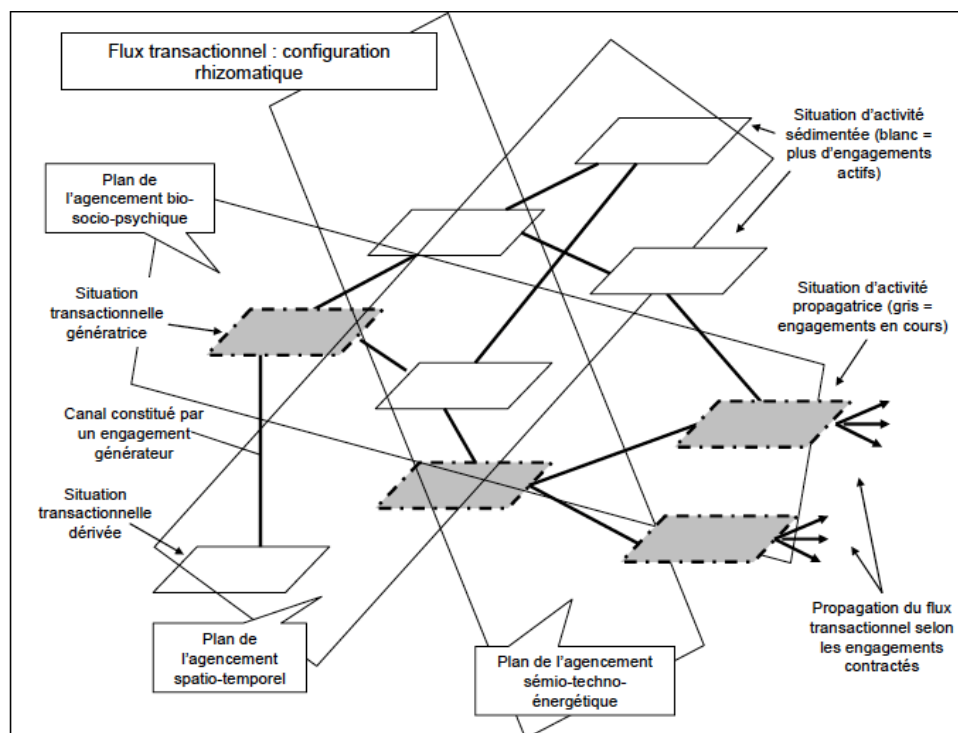 Flux transactionnel : configuration
rhizomatique
Situation d'activité
sédimentée (blanc =
plus d'engagements
actifs)
Plan de
l'agencement bio-
socio-psychique
Situation
transactionnelle
génératrice
Situation d'activité
propagatrice (gris =
engagements en cours)
Canal constitué par
un engagement
générateur
Situation
transactionnelle
dérivée
Plan de
l'agencement
spatio-temporel
Plan de l'agencement
sémio-techno-
énergétique
Propagation du flux
transactionnel selon
les engagements
contractés